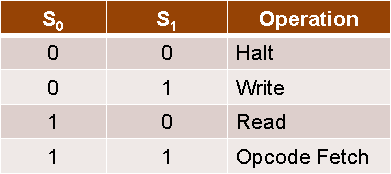 S₀ S₁ Operation
0 0 Halt
0 1 Write
1 0 Read
1 1 Opcode Fetch